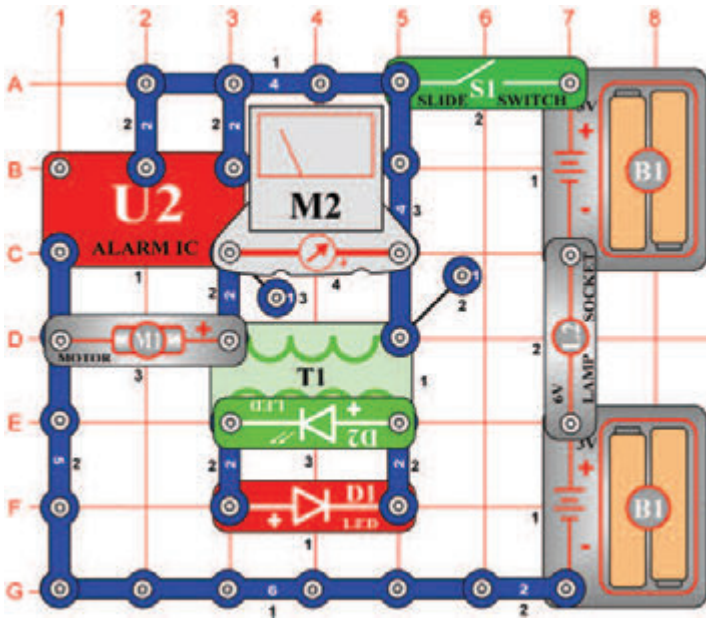 1 2 3 4 5 6 7 8
A
1
4
S1
SLIDE SWITCH
2
3V
2 2 2 2
+
B
U2
M2
1
B1
4 3
-
ALARM IC
C
+
1
2 2
1 3
4
1
2
D
M1
+
MOTOR
3
T1
1
2
L2
LAMP SOCKET
6V
E
LED
D2
+
3V
5 2
2 2
3
2 2
+
F
D1
+
LED
1
1
B1
-
G
6
1
2
2